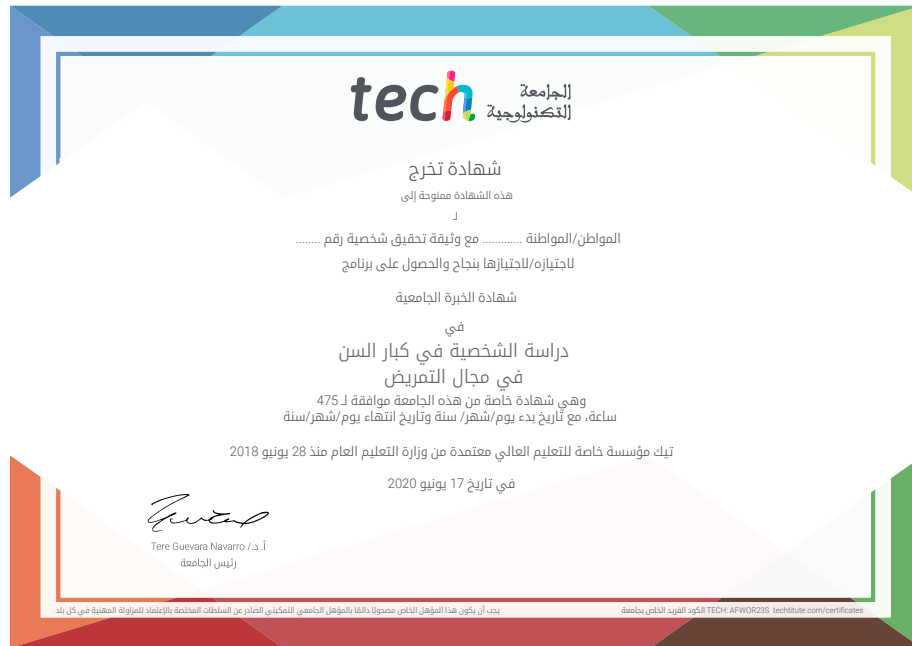 tech الجامعة
التكنولوجية
شهادة تخرج
هذه الشهادة ممنوحة إلى
لـ
المواطن/المواطنة ............. مع وثيقة تحقيق شخصية رقم ........
لاجتيازه/لاجتيازها بنجاح والحصول على برنامج
شهادة الخبرة الجامعية
في
دراسة الشخصية في كبار السن
في مجال التمريض
وهي شهادة خاصة من هذه الجامعة موافقة لـ 475
ساعة، مع تاريخ بدء يوم/شهر/ سنة وتاريخ انتهاء يوم/شهر/سنة
تيك مؤسسة خاصة للتعليم العالي معتمدة من وزارة التعليم العام منذ 28 يونيو 2018
في تاريخ 17 يونيو 2020
أ. د./ Tere Guevara Navarro
رئيس الجامعة
يجب أن يكون هذا المؤهل الخاص مصحوبًا دائمًا بالمؤهل الجامعي التمكيني الصادر عن السلطات المختصة بالإعتماد للمزاولة المهنية في كل بلد.
الكود الفريد الخاص بجامعة TECH: AFWOR23S techtitute.com/certificates